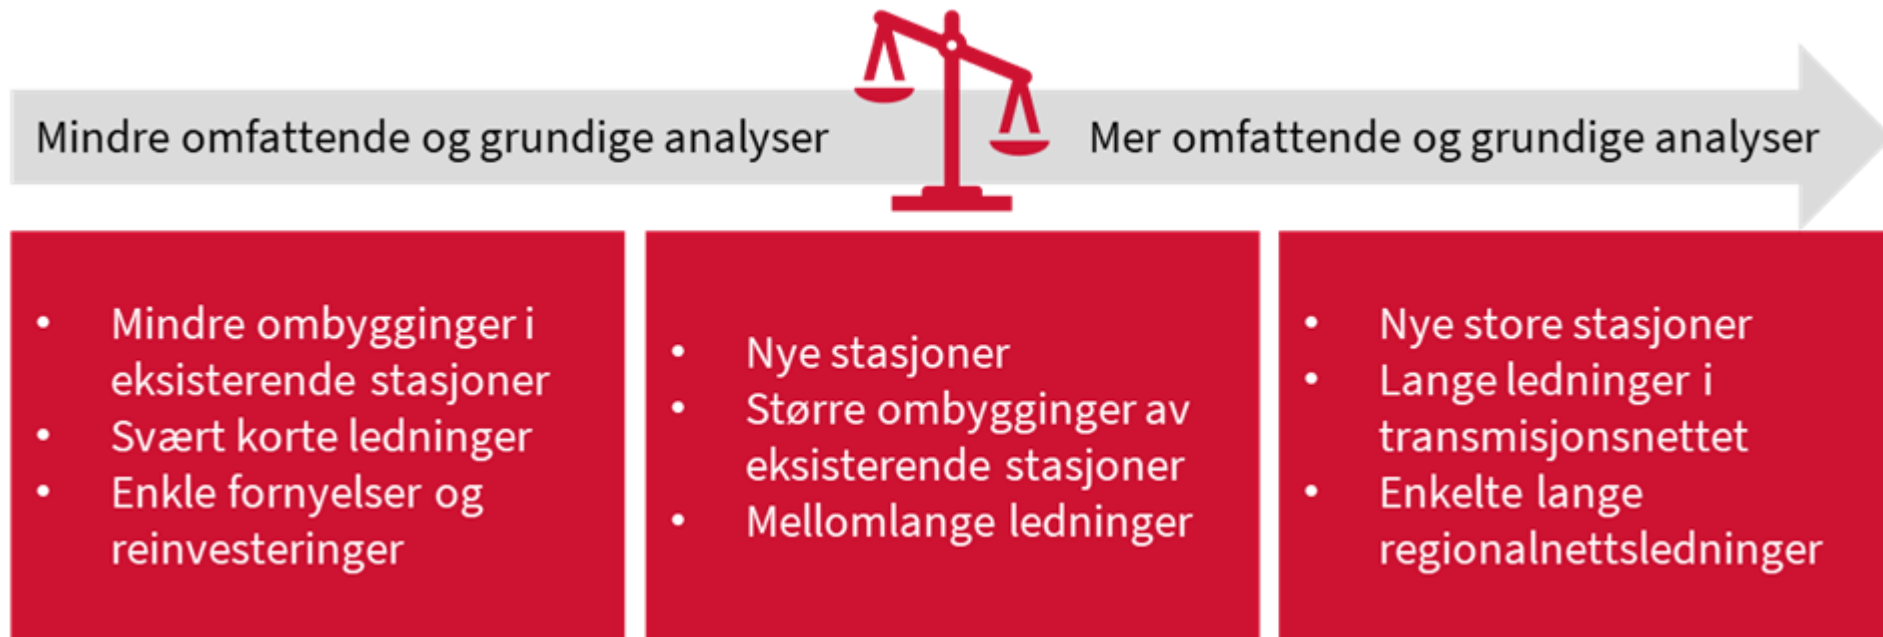 Mindre omfattende og grundige analyser
Mer omfattende og grundige analyser
• Mindre ombygginger i
eksisterende stasjoner
• Svært korte ledninger
• Enkle fornyelser og
reinvesteringer
• Nye stasjoner
• Større ombygginger av
eksisterende stasjoner
• Mellomlange ledninger
• Nye store stasjoner
• Lange ledninger i
transmisjonsnettet
• Enkelte lange
regionalnettsledninger